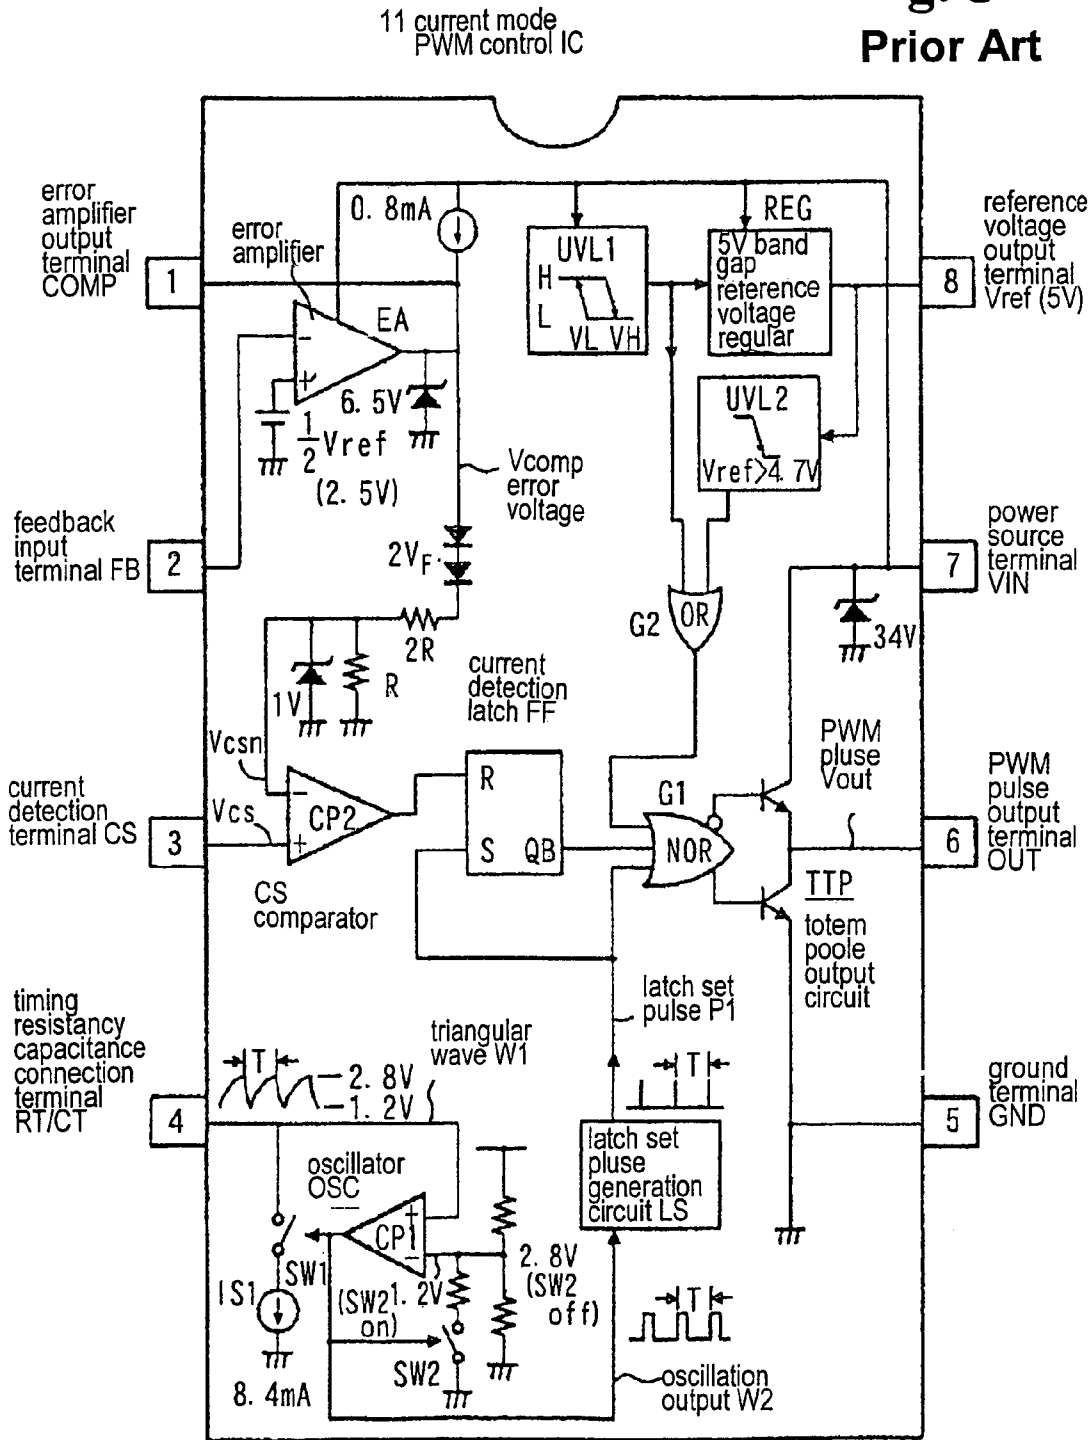 11 current mode
PWM control IC
Prior Art
error
amplifier
output
terminal
COMP
1
error
amplifier
0. 8mA
EA
6. 5V
1
2
Vref
(2. 5V)
UVL1
H
L
VL VH
REG
5V band
gap
reterence
voltage
regular
reference
voltage
output
terminal
Vref (5V)
8
UVL2
Vref>4. 7V
Vcomp
error
voltage
feedback
input
terminal FB
2
2VF
2R
R
1V
G2
OR
34V
7
power
source
terminal
VIN
current
detection
latch FF
Vcsn
Vcs
current
detection
terminal CS
3
CP2
CS
comparator
R
S
QB
G1
NOR
PWM
pluse
Vout
TTP
totem
poole
output
circuit
6
PWM
pulse
output
terminal
OUT
timing
resistancy
capacitance
connection
terminal
RT/CT
4
T
2. 8V
1. 2V
triangular
wave W1
latch set
pulse P1
T
latch set
pluse
generation
circuit LS
5
ground
terminal
GND
oscillator
OSC
CP1
SW1
IS1
8. 4mA
1. 2V
(SW2
on)
SW2
2. 8V
(SW2
off)
T
oscillation
output W2